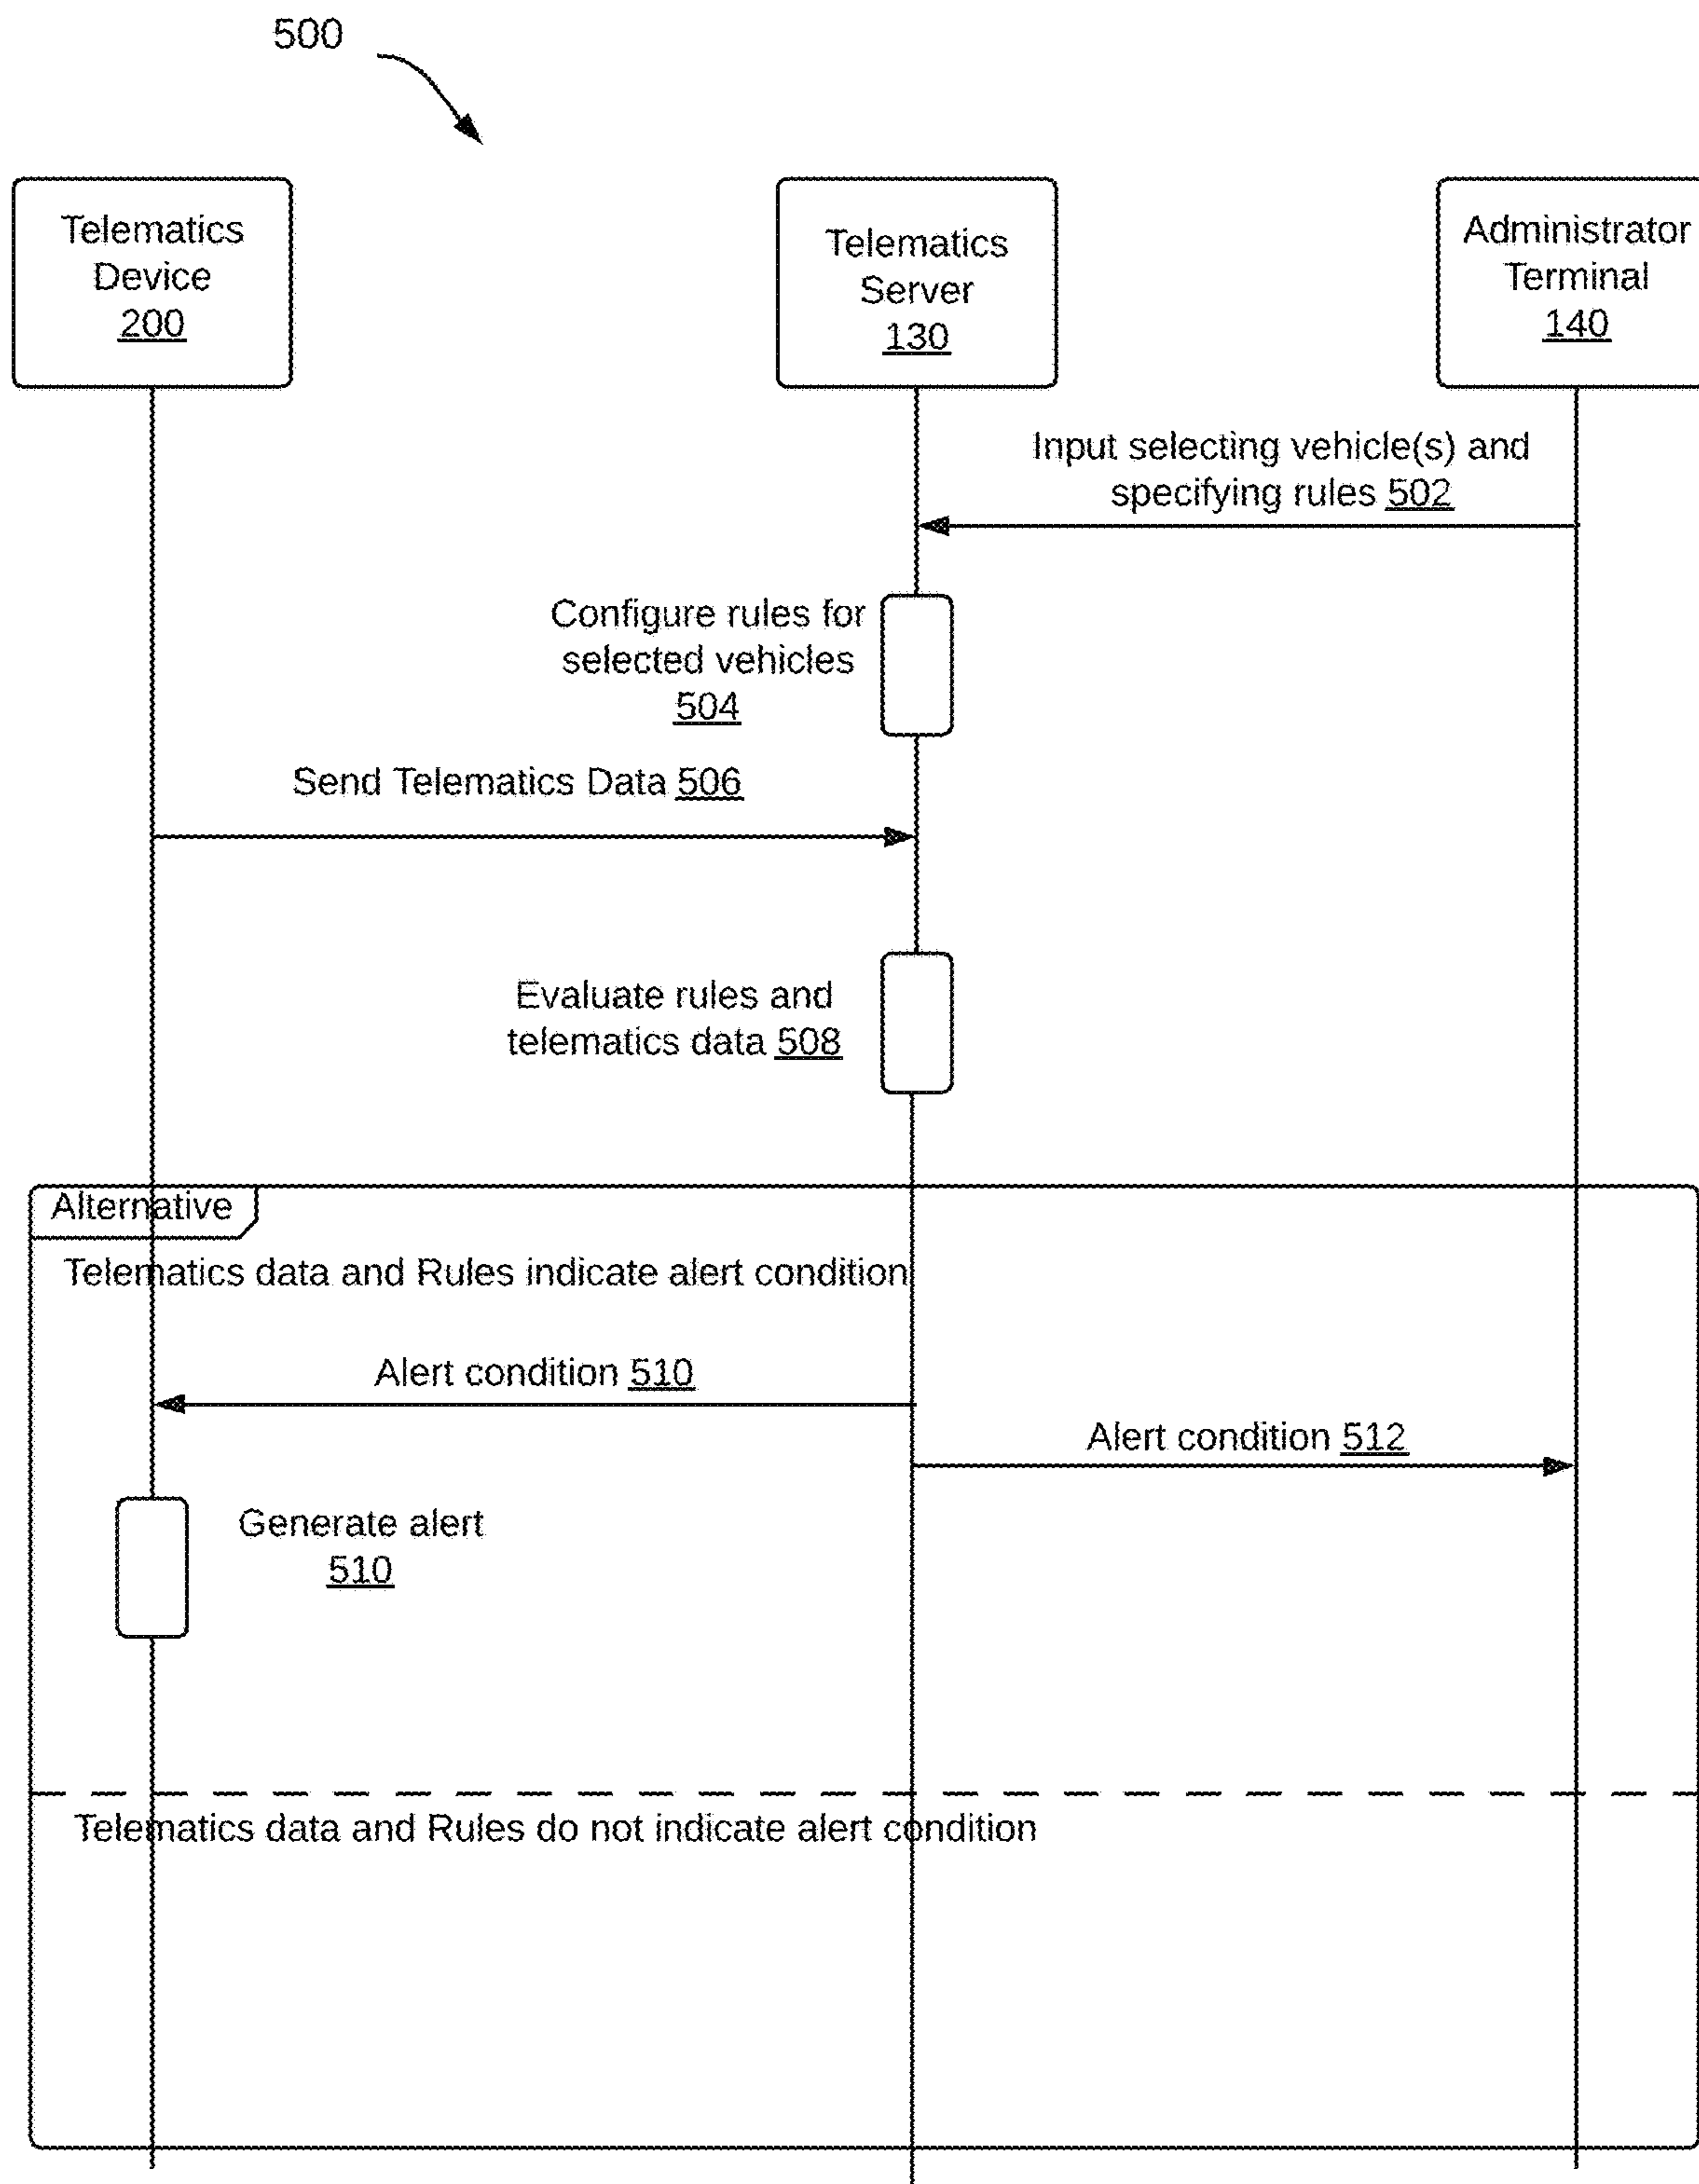 500
Telematics
Device
200
Telematics
Server
130
Administrator
Terminal
140
Input selecting vehicle(s) and
specifying rules 502
Configure rules for
selected vehicles
504
Send Telematics Data 506
Evaluate rules and
telematics data 508
Alternative
Telematics data and Rules indicate alert condition
Alert condition 510
Alert condition 512
Generate alert
510
Telematics data and Rules do not indicate alert condition